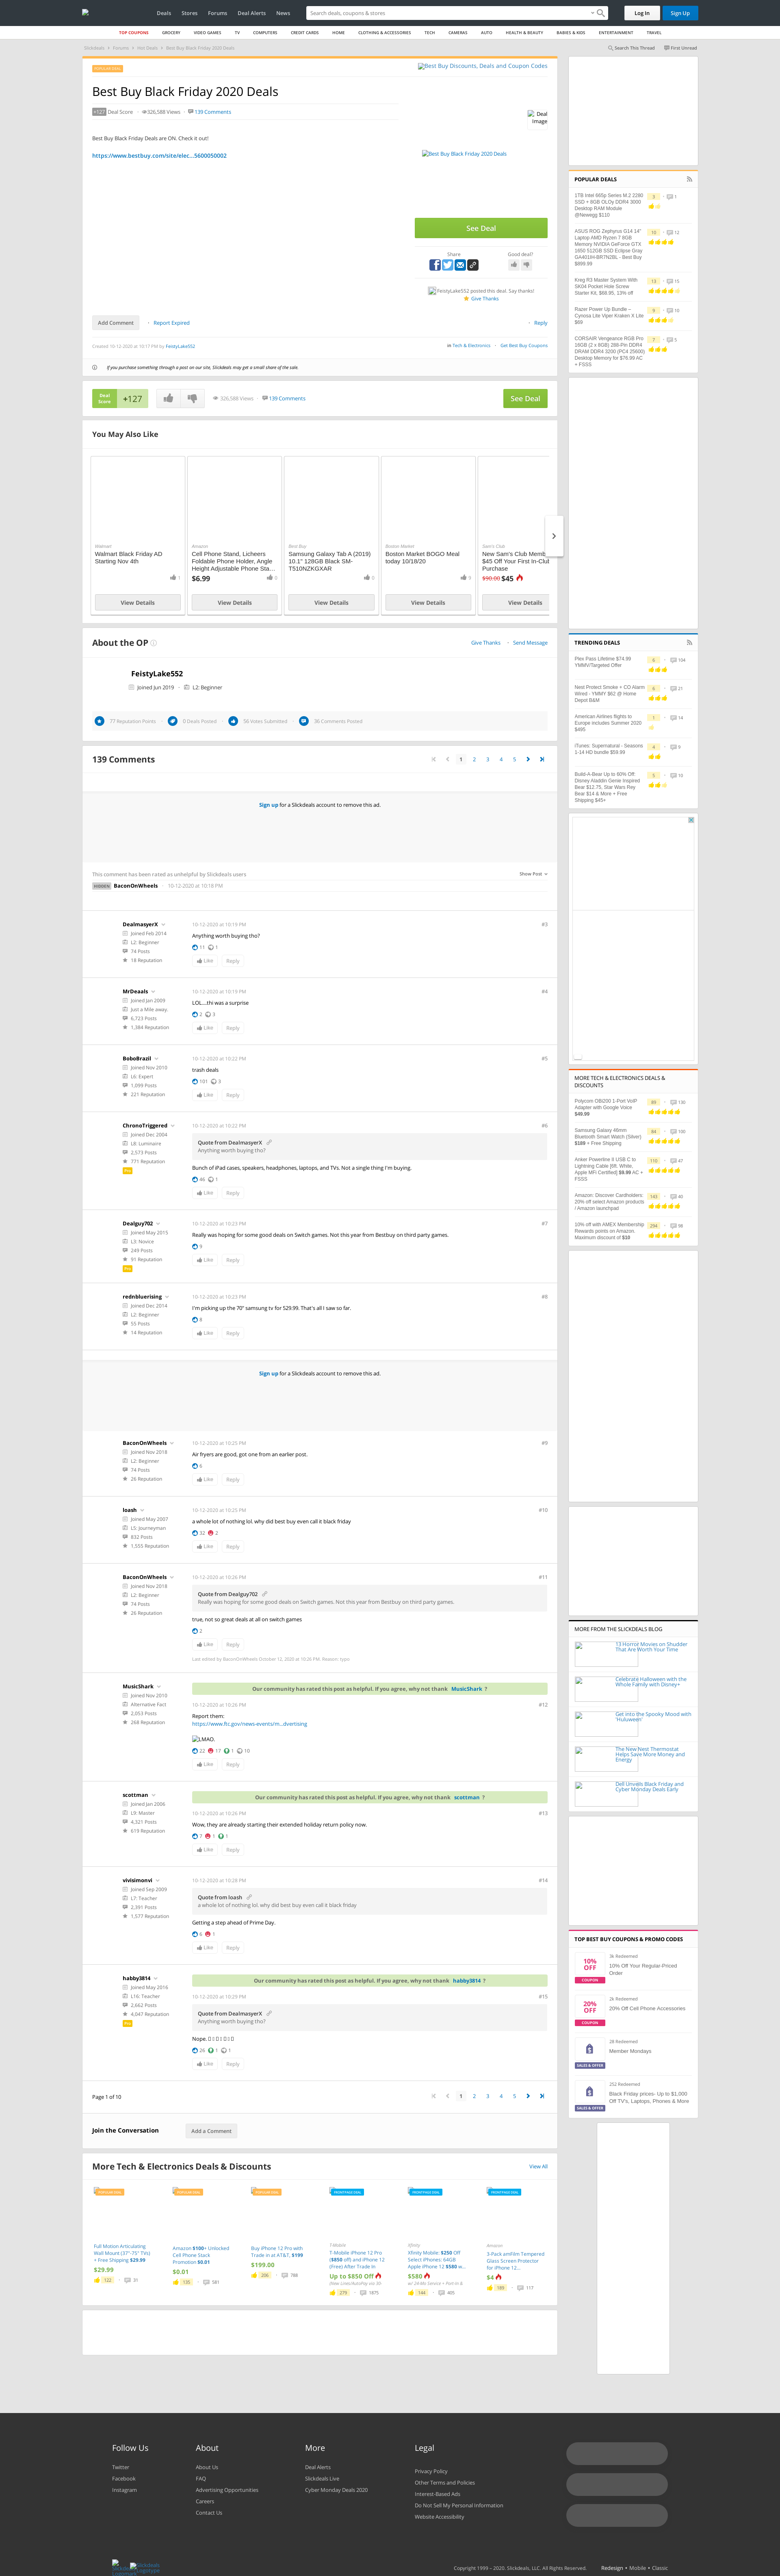 Deals
Stores
Forums
Deal Alerts
News
Search deals, coupons & stores
Log In
Sign Up
TOP COUPONS
GROCERY
VIDEO GAMES
TV
COMPUTERS
CREDIT CARDS
HOME
CLOTHING & ACCESSORIES
TECH
CAMERAS
AUTO
HEALTH & BEAUTY
BABIES & KIDS
ENTERTAINMENT
TRAVEL
Slickdeals
Forums
Hot Deals
Best Buy Black Friday 2020 Deals
Search This Thread
First Unread
Best Buy Discounts, Deals and Coupon Codes
Best Buy Black Friday 2020 Deals
+127 Deal Score
326,588 Views
139 Comments
Deal Image
Best Buy Black Friday Deals are ON. Check it out!
https://www.bestbuy.com/site/elec...5600050002
Best Buy Black Friday 2020 Deals
See Deal
Share
Good deal?
FeistyLake552 posted this deal. Say thanks!
Give Thanks
Add Comment
Report Expired
Reply
Created 10-12-2020 at 10:17 PM by FeistyLake552
in Tech & Electronics
Get Best Buy Coupons
If you purchase something through a post on our site, Slickdeals may get a small share of the sale.
Deal Score
+127
326,588 Views
139 Comments
See Deal
You May Also Like
Walmart
Walmart Black Friday AD Starting Nov 4th
1
View Details
Amazon
Cell Phone Stand, Licheers Foldable Phone Holder, Angle Height Adjustable Phone Sta...
$6.99
0
View Details
Best Buy
Samsung Galaxy Tab A (2019) 10.1" 128GB Black SM-T510NZKGXAR
0
View Details
Boston Market
Boston Market BOGO Meal today 10/18/20
3
View Details
Sam's Club
New Sam's Club Memb
$45 Off Your First In-Club
Purchase
$90.00 $45
View Details
About the OP
Give Thanks
Send Message
FeistyLake552
Joined Jun 2019
L2: Beginner
77 Reputation Points
0 Deals Posted
56 Votes Submitted
26 Comments Posted
139 Comments
1 2 3 4 5
Sign up for a Slickdeals account to remove this ad.
This comment has been rated as unhelpful by Slickdeals users
Show Post
HIDDEN BaconOnWheels
10-12-2020 at 10:18 PM
DealmasyerX
Joined Feb 2014
L2: Beginner
74 Posts
18 Reputation
10-12-2020 at 10:19 PM
#3
Anything worth buying tho?
11 1
Like
Reply
MrDeaals
Joined Jan 2009
Just a Mile away.
6,723 Posts
1,384 Reputation
10-12-2020 at 10:19 PM
#4
LOL...thi was a surprise
2 3
Like
Reply
BoboBrazil
Joined Nov 2010
L6: Expert
1,099 Posts
221 Reputation
10-12-2020 at 10:22 PM
#5
trash deals
101 3
Like
Reply
ChronoTriggered
Joined Dec 2004
L8: Luminaire
2,573 Posts
771 Reputation
Pro
10-12-2020 at 10:22 PM
#6
Quote from DealmasyerX
Anything worth buying tho?
Bunch of iPad cases, speakers, headphones, laptops, and TVs. Not a single thing I'm buying.
46 1
Like
Reply
Dealguy702
Joined May 2015
L3: Novice
249 Posts
91 Reputation
Pro
10-12-2020 at 10:23 PM
#7
Really was hoping for some good deals on Switch games. Not this year from Bestbuy on third party games.
9
Like
Reply
rednbluerising
Joined Dec 2014
L2: Beginner
55 Posts
14 Reputation
10-12-2020 at 10:23 PM
#8
I'm picking up the 70" samsung tv for 529.99. That's all I saw so far.
8
Like
Reply
Sign up for a Slickdeals account to remove this ad.
BaconOnWheels
Joined Nov 2018
L2: Beginner
74 Posts
26 Reputation
10-12-2020 at 10:25 PM
#9
Air fryers are good, got one from an earlier post.
6
Like
Reply
loash
Joined May 2007
L5: Journeyman
832 Posts
1,555 Reputation
10-12-2020 at 10:25 PM
#10
a whole lot of nothing lol. why did best buy even call it black friday
32 2
Like
Reply
BaconOnWheels
Joined Nov 2018
L2: Beginner
74 Posts
26 Reputation
10-12-2020 at 10:26 PM
#11
Quote from Dealguy702
Really was hoping for some good deals on Switch games. Not this year from Bestbuy on third party games.
true, not so great deals at all on switch games
2
Like
Reply
Last edited by BaconOnWheels October 12, 2020 at 10:26 PM. Reason: typo.
MusicShark
Joined Nov 2010
Alternative Fact
2,053 Posts
268 Reputation
Our community has rated this post as helpful. If you agree, why not thank MusicShark ?
10-12-2020 at 10:26 PM
#12
Report them:
https://www.ftc.gov/news-events/m...dvertising
LMAO.
22 17 1 10
Like
Reply
scottman
Joined Jan 2006
L9: Master
4,321 Posts
619 Reputation
Our community has rated this post as helpful. If you agree, why not thank scottman ?
10-12-2020 at 10:26 PM
#13
Wow, they are already starting their extended holiday return policy now.
7 1 1
Like
Reply
vivisimonvi
Joined Sep 2009
L7: Teacher
2,391 Posts
1,577 Reputation
10-12-2020 at 10:28 PM
#14
Quote from loash
a whole lot of nothing lol. why did best buy even call it black friday
Getting a step ahead of Prime Day.
6 1
Like
Reply
habby3814
Joined May 2016
L16: Teacher
2,662 Posts
4,047 Reputation
Our community has rated this post as helpful. If you agree, why not thank habby3814 ?
10-12-2020 at 10:29 PM
#15
Quote from DealmasyerX
Anything worth buying tho?
Nope.
26 1 1
Like
Reply
Page 1 of 10
1 2 3 4 5
Join the Conversation
Add a Comment
More Tech & Electronics Deals & Discounts
View All
Full Motion Articulating Wall Mount (37"-75" TVs) + Free Shipping $29.99
$29.99
122 31
Amazon $100+ Unlocked Cell Phone Stack Promotion $0.01
$0.01
105 581
Buy iPhone 12 Pro with Trade in at AT&T. $199
$199.00
206 788
FRONTPAGE DEAL
T-Mobile
T-Mobile iPhone 12 Pro ($850 off) and iPhone 12 (Free) After Trade In
Up to $850 Off
279 1875
FRONTPAGE DEAL
Xfinity
Xfinity Mobile: $250 Off Select iPhones: 64GB Apple iPhone 12 $580 w...
$580
144 400
FRONTPAGE DEAL
Amazon
3-Pack amFilm Tempered Glass Screen Protector for iPhone 12...
$4
189 117
POPULAR DEALS
1TB Intel 665p Series M.2 2280 SSD + 8GB OLOy DDR4 3000 Desktop RAM Module @Newegg $110
3 1
ASUS ROG Zephyrus G14 14" Laptop AMD Ryzen 7 8GB Memory NVIDIA GeForce GTX 1650 512GB SSD Eclipse Gray GA401IH-BR7N2BL - Best Buy $899.99
10 12
Kreg R3 Master System With SK04 Pocket Hole Screw Starter Kit, $68.95, 13% off
13 15
Razer Power Up Bundle – Cynosa Lite Viper Kraken X Lite $69
9 10
CORSAIR Vengeance RGB Pro 16GB (2 x 8GB) 288-Pin DDR4 DRAM DDR4 3200 (PC4 25600) Desktop Memory for $76.99 AC + FSSS
7 5
TRENDING DEALS
Plex Pass Lifetime $74.99 YMMV/Targeted Offer
6 104
Nest Protect Smoke + CO Alarm Wired - YMMY $62 @ Home Depot B&M
6 21
American Airlines flights to Europe includes Summer 2020 $495
1 14
iTunes: Supernatural - Seasons 1-14 HD bundle $59.99
4 9
Build-A-Bear Up to 60% Off Disney Aladdin Genie Inspired Bear $12.75, Star Wars Rey Bear $14 & More + Free Shipping $45+
5 10
MORE TECH & ELECTRONICS DEALS & DISCOUNTS
Polycom OBi200 1-Port VoIP Adapter with Google Voice $49.99
89 130
Samsung Galaxy 46mm Bluetooth Smart Watch (Silver) $189 + Free Shipping
84 100
Anker Powerline II USB C to Lightning Cable [6ft, White, Apple MFi Certified] $9.99 AC + FSSS
110 47
Amazon: Discover Cardholders: 20% off select Amazon products / Amazon launchpad
143 40
10% off with AMEX Membership Rewards points on Amazon. Maximum discount of $10
294 98
MORE FROM THE SLICKDEALS BLOG
13 Horror Movies on Shudder That Are Worth Your Time
Celebrate Halloween with the Whole Family with Disney+
Get into the Spooky Mood with 'Huluween'
The New Nest Thermostat Helps Save More Money and Energy
Dell Unveils Black Friday and Cyber Monday Deals Early
TOP BEST BUY COUPONS & PROMO CODES
10% OFF
COUPON
3k Redeemed
10% Off Your Regular-Priced Order
20% OFF
COUPON
2k Redeemed
20% Off Cell Phone Accessories
SALES & OFFER
28 Redeemed
Member Mondays
SALES & OFFER
252 Redeemed
Black Friday prices- Up to $1,000 Off TV's, Laptops, Phones & More
Follow Us
Twitter
Facebook
Instagram
About
About Us
FAQ
Advertising Opportunities
Careers
Contact Us
More
Deal Alerts
Slickdeals Live
Cyber Monday Deals 2020
Legal
Privacy Policy
Other Terms and Policies
Interest-Based Ads
Do Not Sell My Personal Information
Website Accessibility
Copyright 1999 – 2020. Slickdeals, LLC. All Rights Reserved.
Redesign • Mobile • Classic